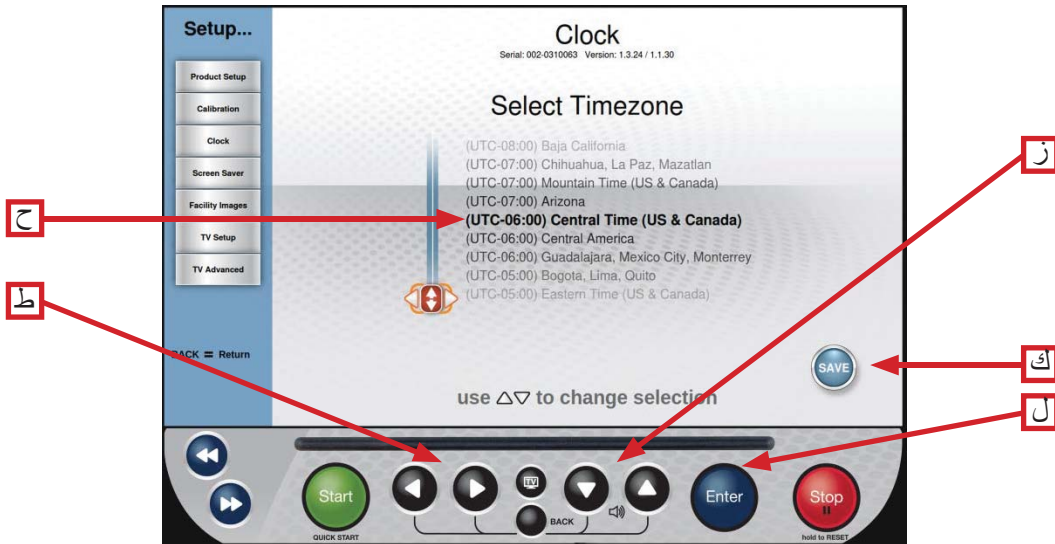 Setup...
Product Setup
Calibration
Clock
Screen Saver
Facility Images
TV Setup
TV Advanced
BACK = Return
Clock
Serial: 002-0310063 Version: 1.3.24 / 1.1.30
Select Timezone
(UTC-08:00) Baja California
(UTC-07:00) Chihuahua, La Paz, Mazatlan
(UTC-07:00) Mountain Time (US & Canada)
(UTC-07:00) Arizona
(UTC-06:00) Central Time (US & Canada)
(UTC-06:00) Central America
(UTC-06:00) Guadalajara, Mexico City, Monterrey
(UTC-05:00) Bogota, Lima, Quito
(UTC-05:00) Eastern Time (US & Canada)
SAVE
use △▽ to change selection
ح
ط
ز
ك
ل
Start
QUICK START
TV
BACK
Enter
Stop
hold to RESET